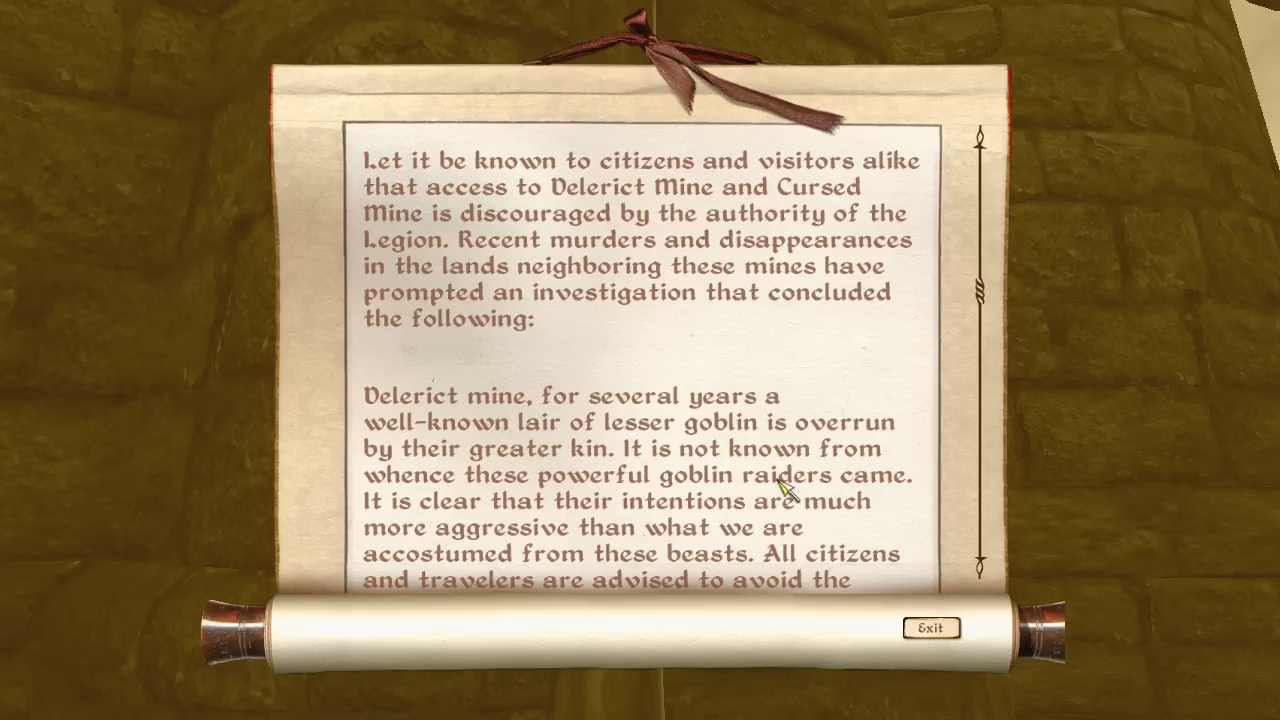 Let it be known to citizens and visitors alike
that access to Delerict Mine and Cursed
Mine is discouraged by the authority of the
Legion. Recent murders and disappearances
in the lands neighboring these mines have
prompted an investigation that concluded
the following:
Delerict mine, for several years a
well-known lair of lesser goblin is overrun
by their greater kin. It is not known from
whence these powerful goblin raiders came.
It is clear that their intentions are much
more aggressive than what we are
accostumed from these beasts. All citizens
and travelers are advised to avoid the
Exit